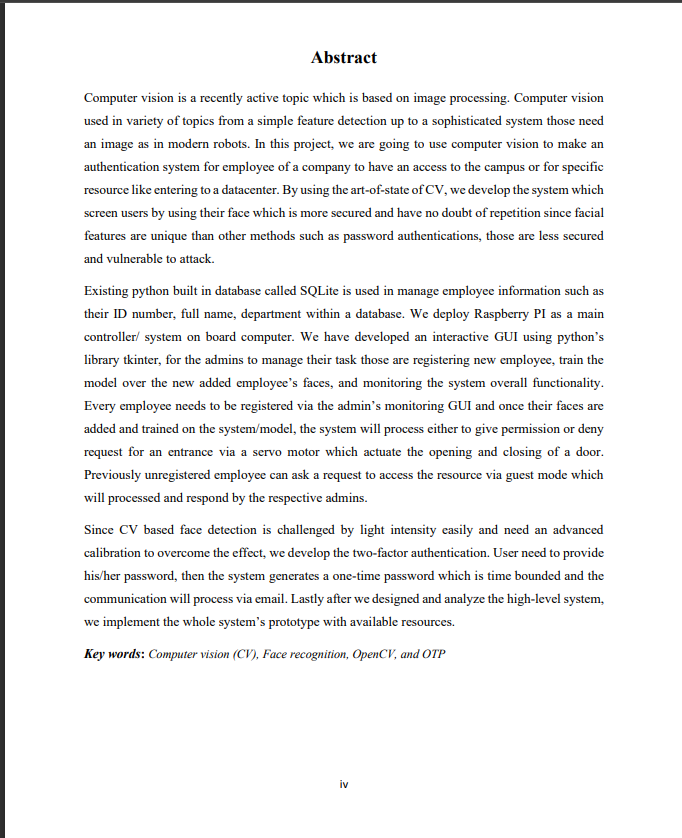 Abstract
Computer vision is a recently active topic which is based on image processing. Computer vision
used in variety of topics from a simple feature detection up to a sophisticated system those need
an image as in modern robots. In this project, we are going to use computer vision to make an
authentication system for employee of a company to have an access to the campus or for specific
resource like entering to a datacenter. By using the art-of-state of CV, we develop the system which
screen users by using their face which is more secured and have no doubt of repetition since facial
features are unique than other methods such as password authentications, those are less secured
and vulnerable to attack.
Existing python built in database called SQLite is used in manage employee information such as
their ID number, full name, department within a database. We deploy Raspberry PI as a main
controller/ system on board computer. We have developed an interactive GUI using python's
library tkinter, for the admins to manage their task those are registering new employee, train the
model over the new added employee's faces, and monitoring the system overall functionality.
Every employee needs to be registered via the admin's monitoring GUI and once their faces are
added and trained on the system/model, the system will process either to give permission or deny
request for an entrance via a servo motor which actuate the opening and closing of a door.
Previously unregistered employee can ask a request to access the resource via guest mode which
will processed and respond by the respective admins.
Since CV based face detection is challenged by light intensity easily and need an advanced
calibration to overcome the effect, we develop the two-factor authentication. User need to provide
his/her password, then the system generates a one-time password which is time bounded and the
communication will process via email. Lastly after we designed and analyze the high-level system,
we implement the whole system's prototype with available resources.
Key words: Computer vision (CV), Face recognition, OpenCV, and OTP
iv